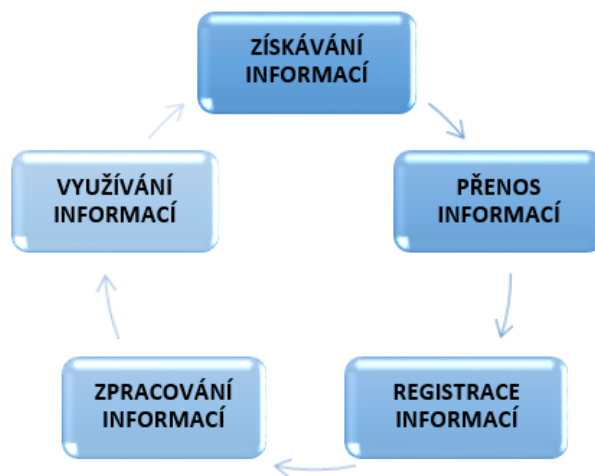 ZÍSKÁVÁNÍ
INFORMACÍ
PŘENOS
INFORMACÍ
REGISTRACE
INFORMACÍ
ZPRACOVÁNÍ
INFORMACÍ
VYUŽÍVÁNÍ
INFORMACÍ